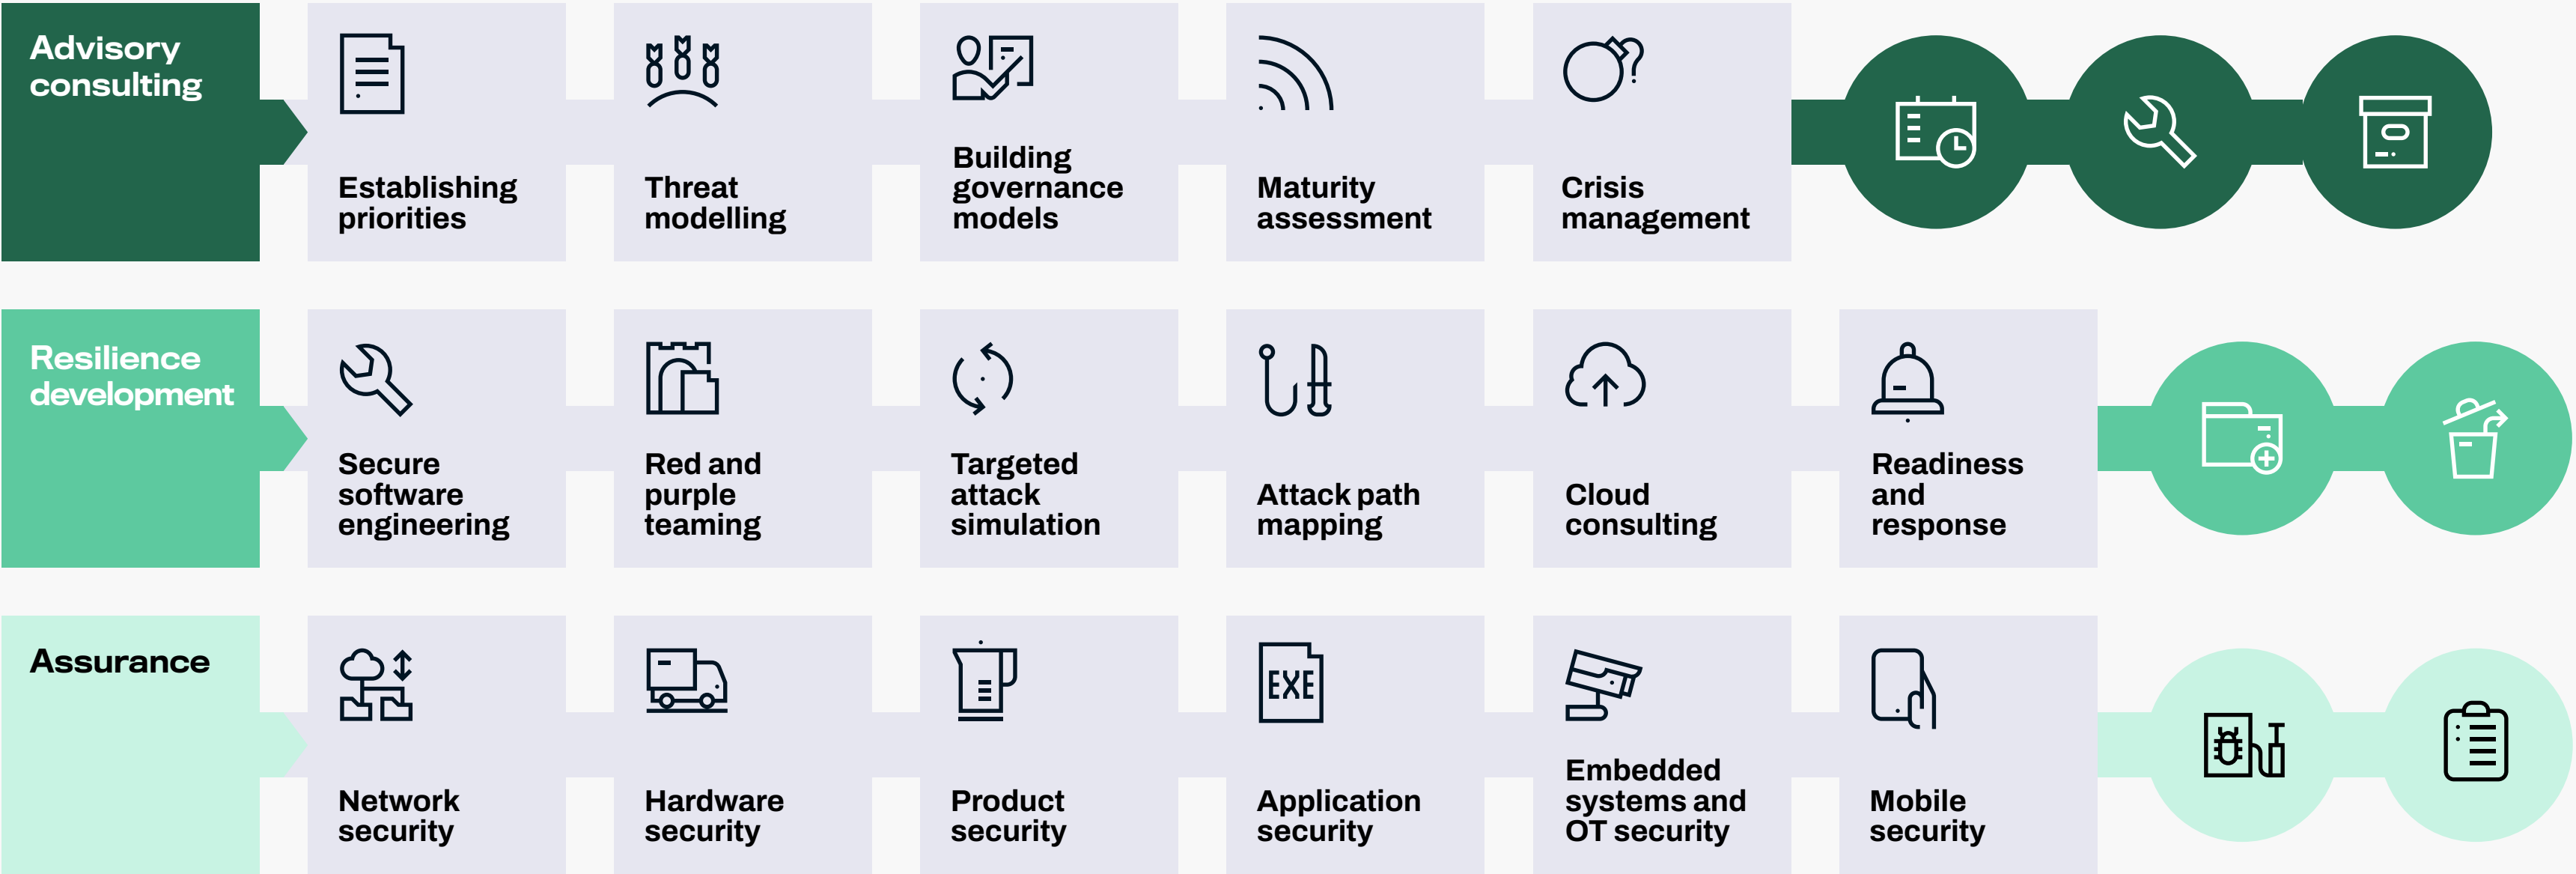 Advisory
consulting
Establishing
priorities
Threat
modelling
Building
governance
models
Maturity
assessment
Crisis
management
Resilience
development
Secure
software
engineering
Red and
purple
teaming
Targeted
attack
simulation
Attack path
mapping
Cloud
consulting
Readiness
and
response
Assurance
Network
security
Hardware
security
Product
security
EXE
Application
security
Embedded
systems and
OT security
Mobile
security